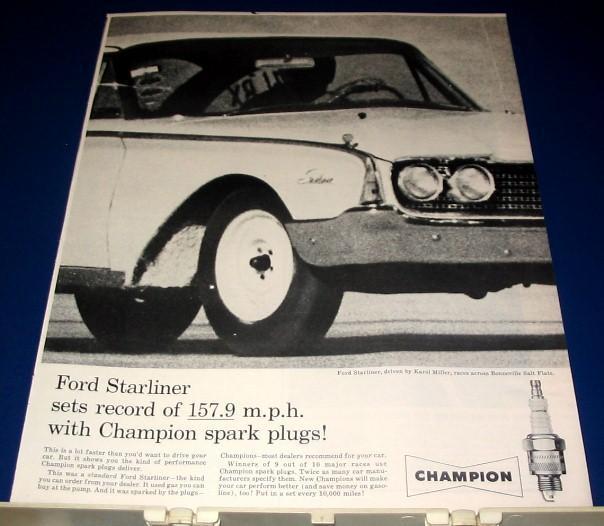 Ford Starliner, driven by Karol Miller, races across Bonneville Salt Flats.
Ford Starliner
sets record of 157.9 m.p.h.
with Champion spark plugs!
This is a lot faster than you'd want to drive your
car. But it shows you the kind of performance
Champion spark plugs deliver.
This was a standard Ford Starliner—the kind
you can order from your dealer. It used gas you can
buy at the pump. And it was sparked by the plugs—
Champions—most dealers recommend for your car.
Winners of 9 out of 10 major races use
Champion spark plugs. Twice as many car manu-
facturers specify them. New Champions will make
your car perform better (and save money on gaso-
line), too! Put in a set every 10,000 miles!
CHAMPION